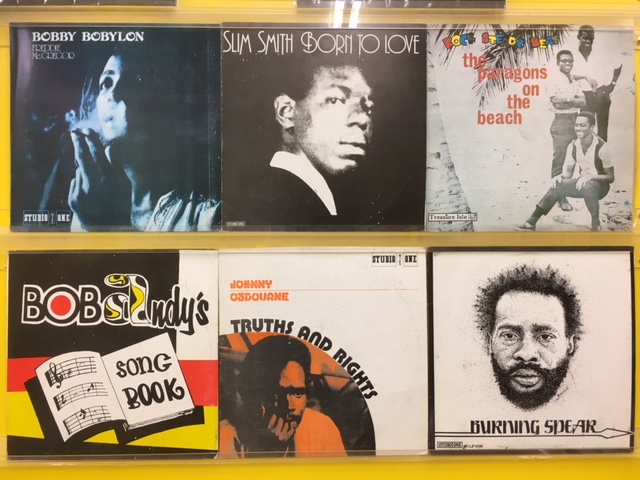 BOBBY BOBYLON
FREDDIE
McGREGOR
STUDIO ONE
SLIM SMITH BORN TO LOVE
ROCK STEADY BEAT
the
paragons
on
the
beach
Treasure Isle
BOB andy's
SONG
BOOK
STUDIO ONE
JOHNNY
OSBOURNE
TRUTHS AND RIGHTS
BURNING SPEAR